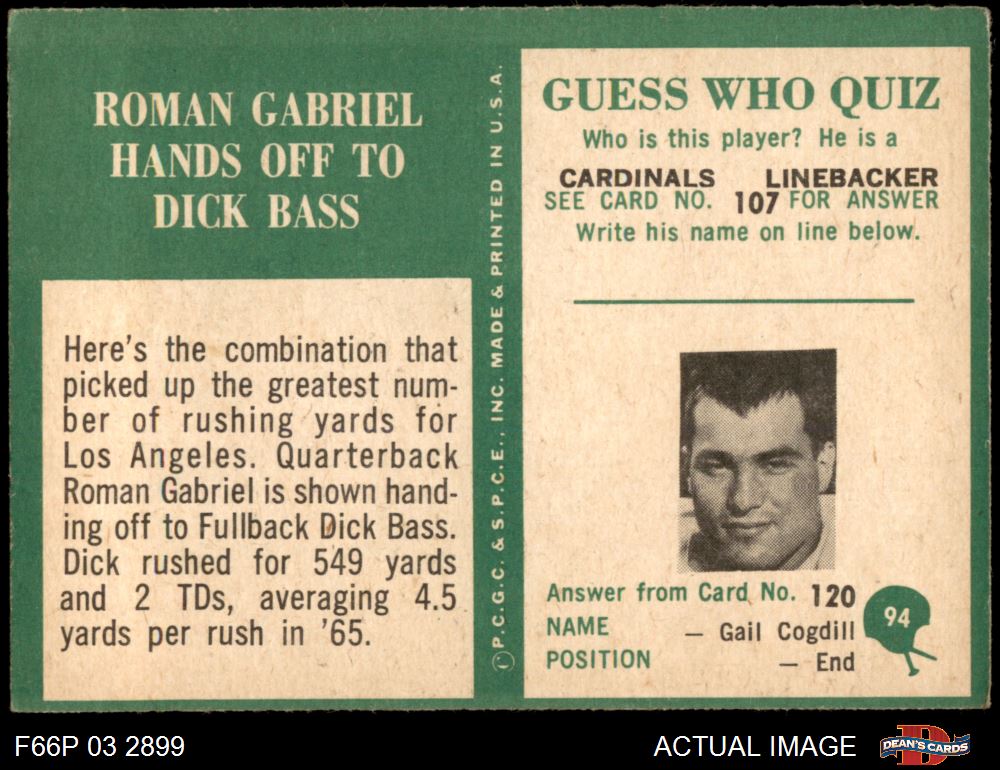 ROMAN GABRIEL
HANDS OFF TO
DICK BASS
Here's the combination that
picked up the greatest num-
ber of rushing yards for
Los Angeles. Quarterback
Roman Gabriel is shown hand-
ing off to Fullback Dick Bass.
Dick rushed for 549 yards
and 2 TDs, averaging 4.5
yards per rush in '65.
©P.C.G.C. & S.P.C.E., INC. MADE & PRINTED IN U.S.A.
GUESS WHO QUIZ
Who is this player? He is a
CARDINALS LINEBACKER
SEE CARD NO. 107 FOR ANSWER
Write his name on line below.
Answer from Card No. 120
NAME — Gail Cogdill
POSITION — End
94
F66P 03 2899
ACTUAL IMAGE
D
DEAN'S CARDS